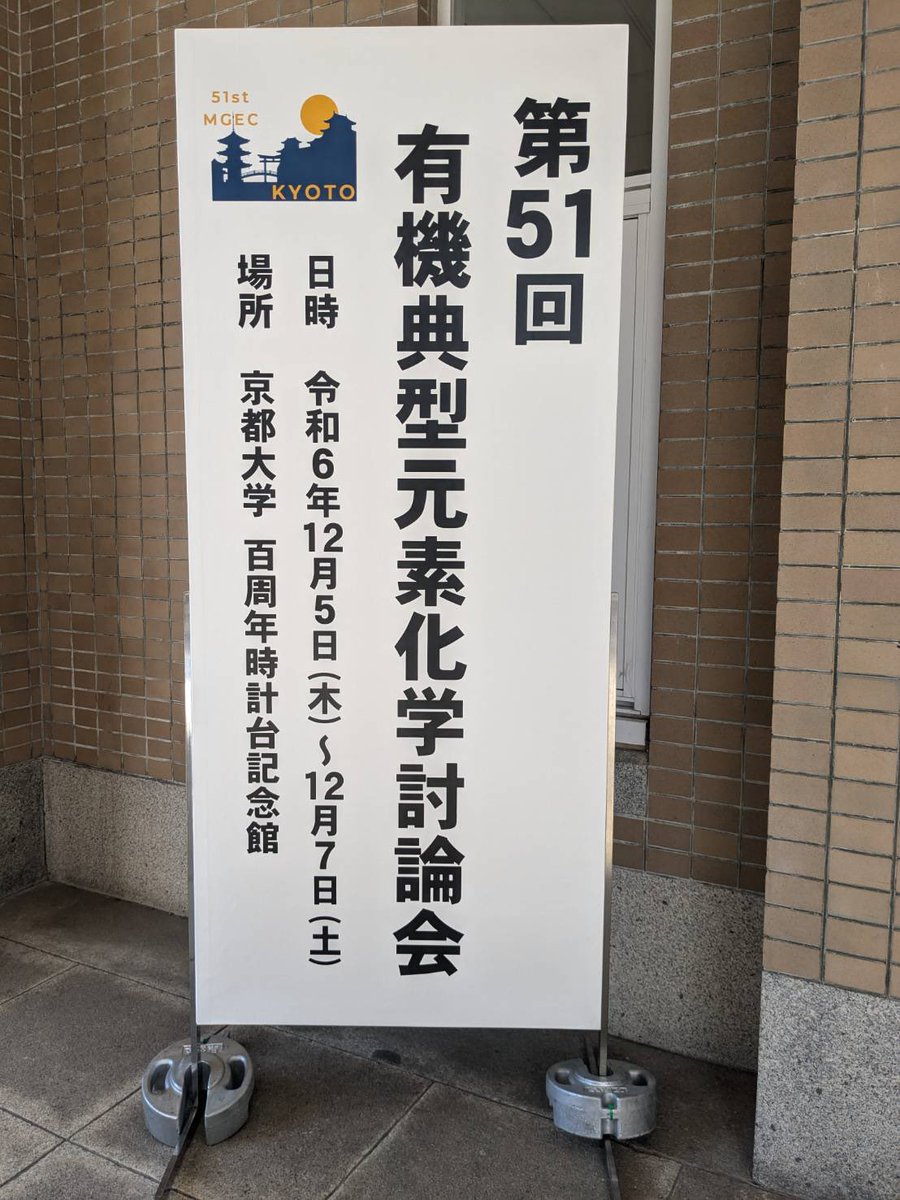 第51回
有機典型元素化学討論会
日時 令和6年12月5日(木)～12月7日(土)
場所 京都大学 百周年時計台記念館
51st
MGEC
KYOTO